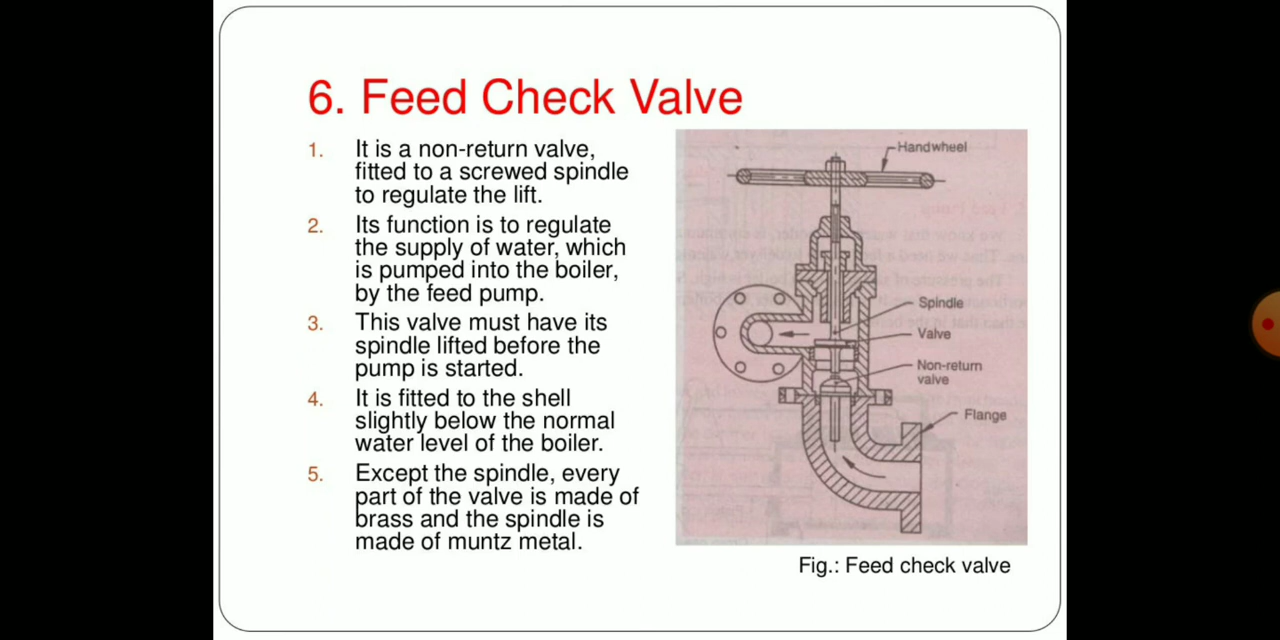 6. Feed Check Valve
1. It is a non-return valve,
fitted to a screwed spindle
to regulate the lift.
2. Its function is to regulate
the supply of water, which
is pumped into the boiler,
by the feed pump.
3. This valve must have its
spindle lifted before the
pump is started.
4. It is fitted to the shell
slightly below the normal
water level of the boiler.
5. Except the spindle, every
part of the valve is made of
brass and the spindle is
made of muntz metal.
Handwheel
Spindle
Valve
Non-return
valve
Flange
Fig.: Feed check valve